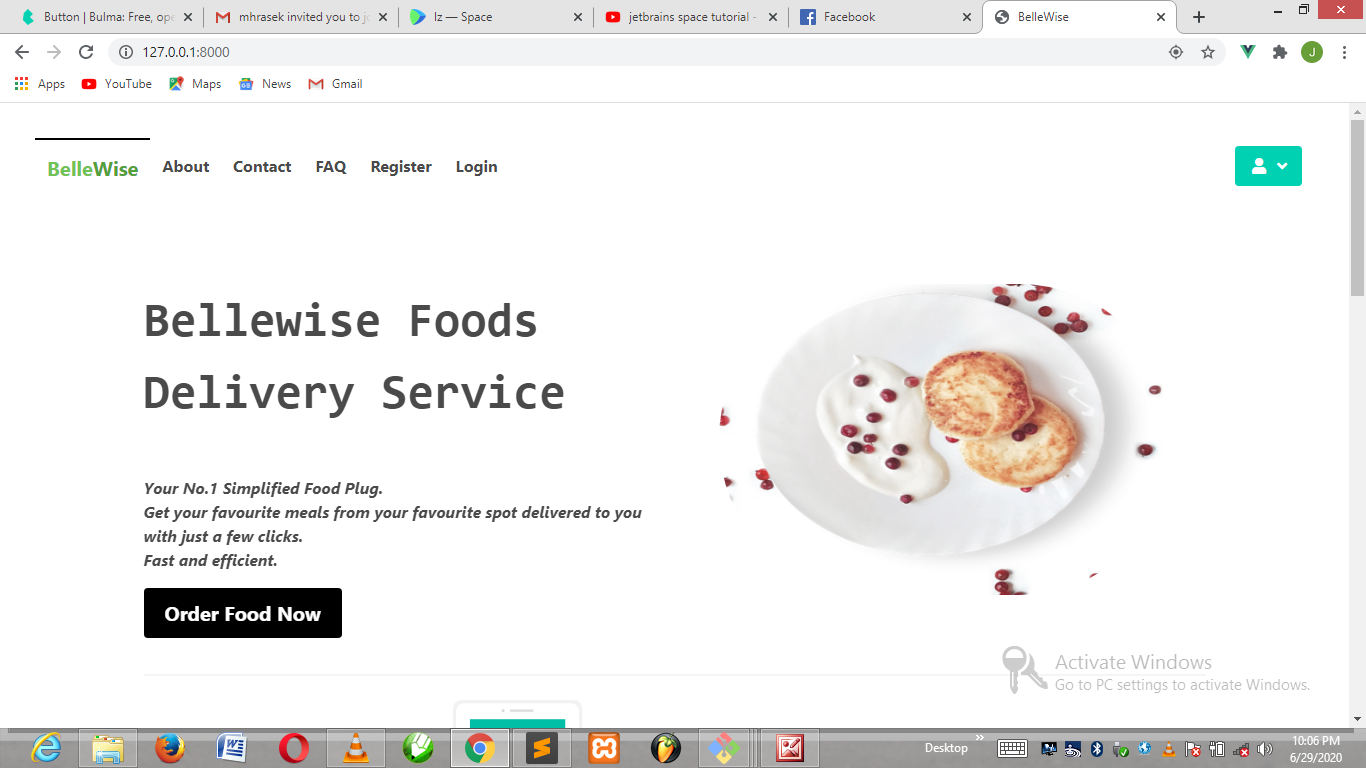 Button | Bulma: Free, ope
mhrasek invited you to jo
Iz — Space
jetbrains space tutorial -
Facebook
BelleWise
127.0.0.1:8000
J
Apps
YouTube
Maps
News
Gmail
BelleWise
About
Contact
FAQ
Register
Login
Bellewise Foods
Delivery Service
Your No.1 Simplified Food Plug.
Get your favourite meals from your favourite spot delivered to you
with just a few clicks.
Fast and efficient.
Order Food Now
Activate Windows
Go to PC settings to activate Windows.
Desktop
10:06 PM
6/29/2020